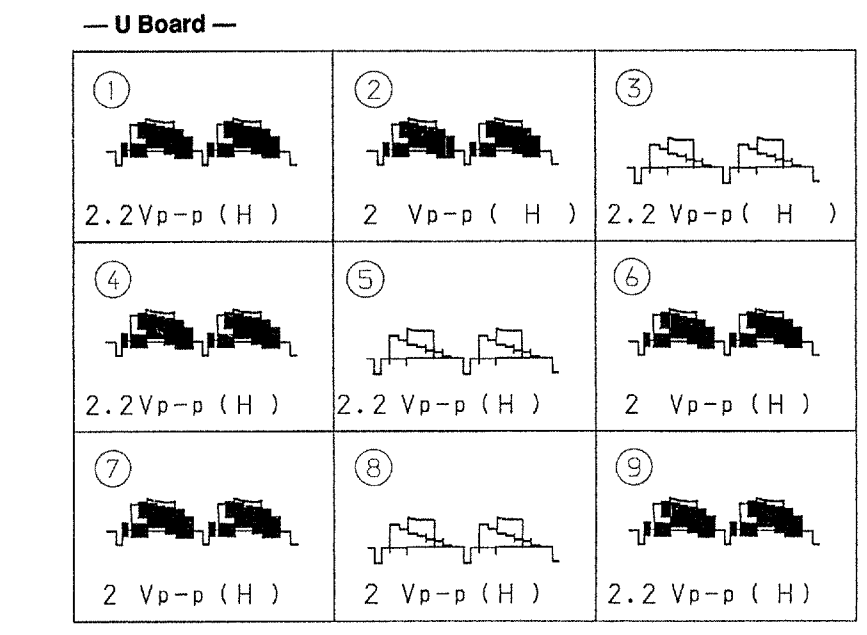 — U Board —
① ② ③
2.2Vp-p (H) 2 Vp-p ( H ) 2.2 Vp-p( H )
④ ⑤ ⑥
2.2Vp-p (H) 2.2 Vp-p (H) 2 Vp-p (H)
⑦ ⑧ ⑨
2 Vp-p (H) 2 Vp-p (H) 2.2 Vp-p (H)